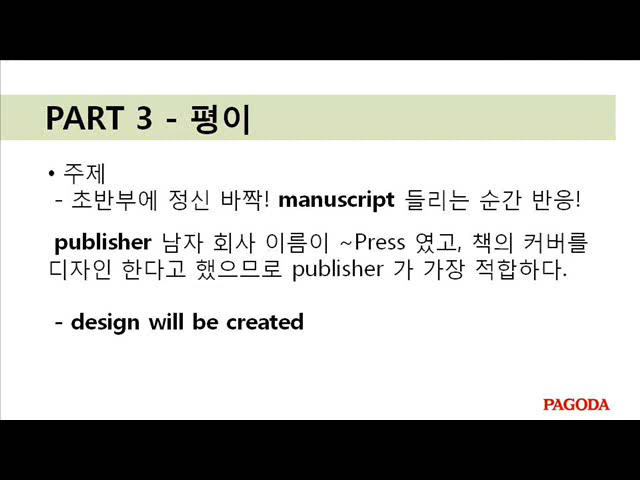 PART 3 - 평이
• 주제
- 초반부에 정신 바짝! manuscript 들리는 순간 반응!
publisher 남자 회사 이름이 ~Press 였고, 책의 커버를
디자인 한다고 했으므로 publisher 가 가장 적합하다.
- design will be created
PAGODA